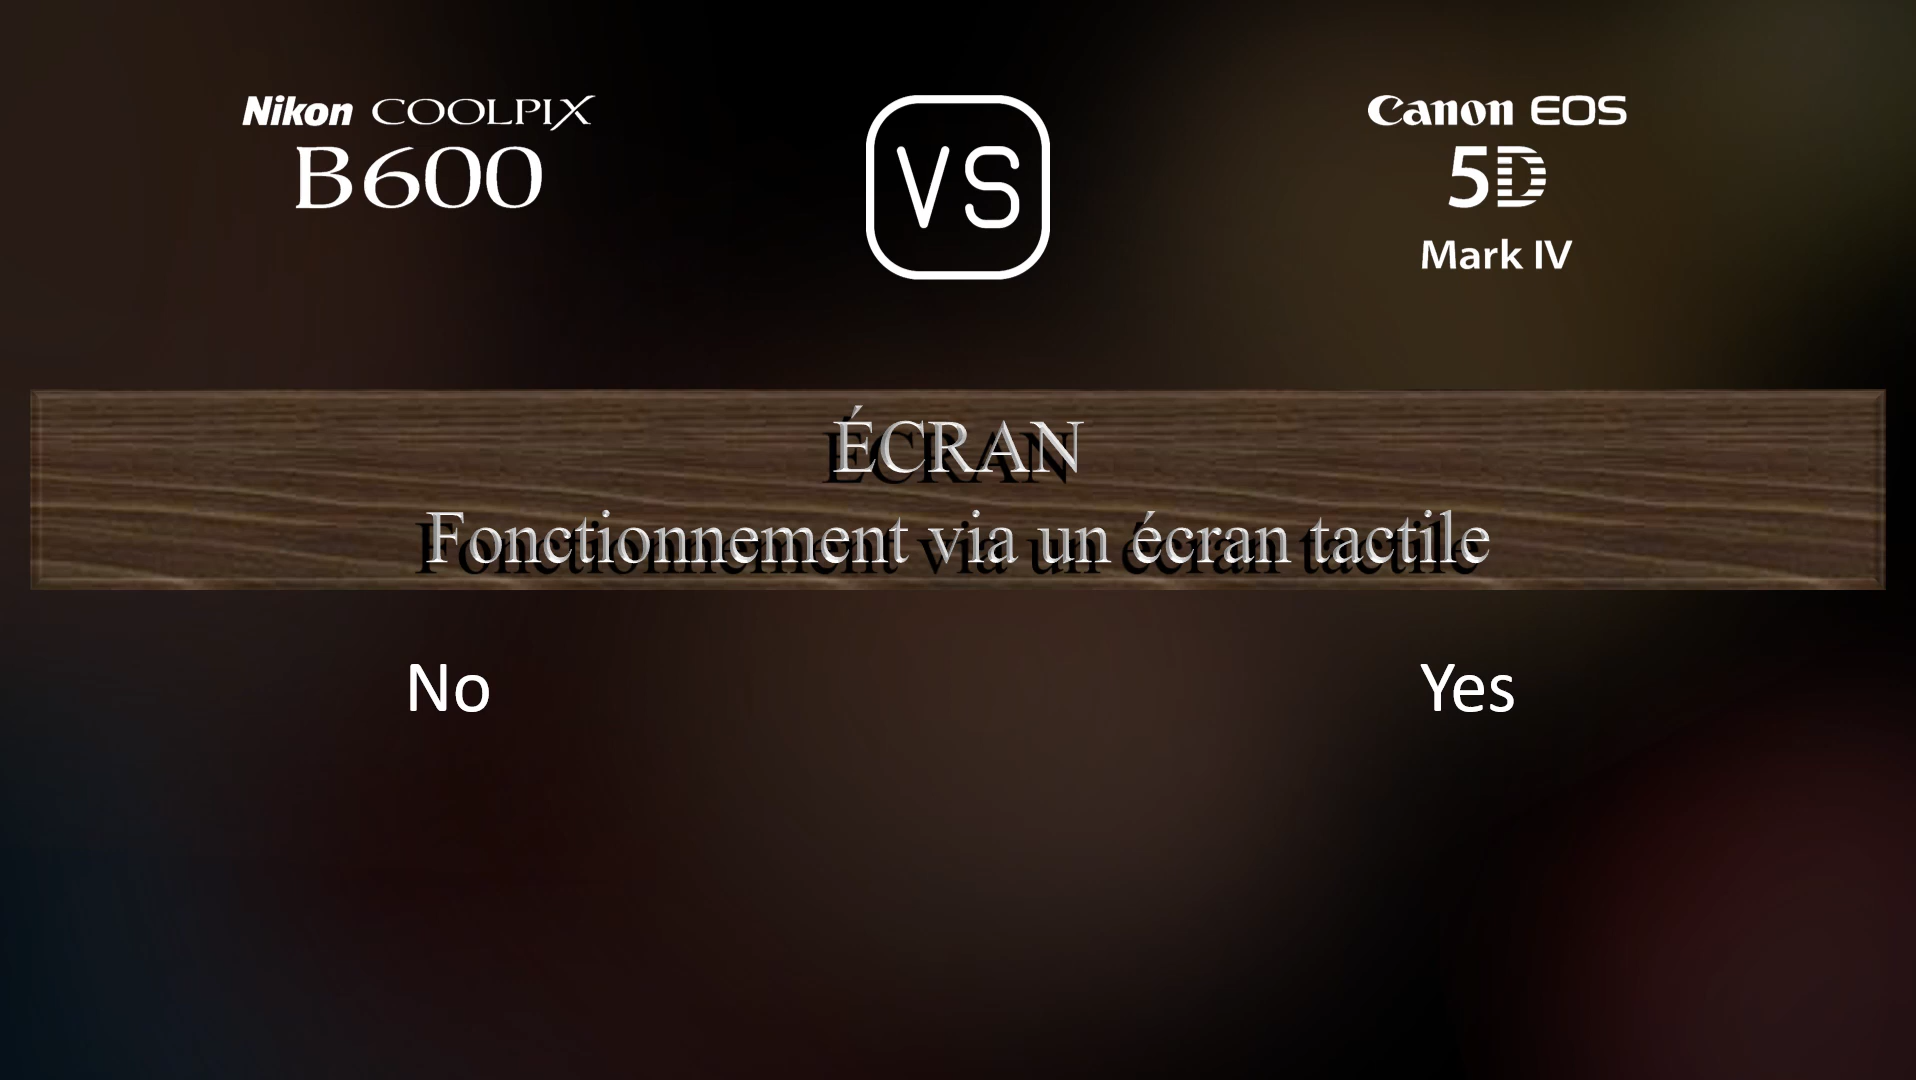 Nikon COOLPIX
B600
VS
Canon EOS
5D
Mark IV
ÉCRAN
Fonctionnement via un écran tactile
No
Yes